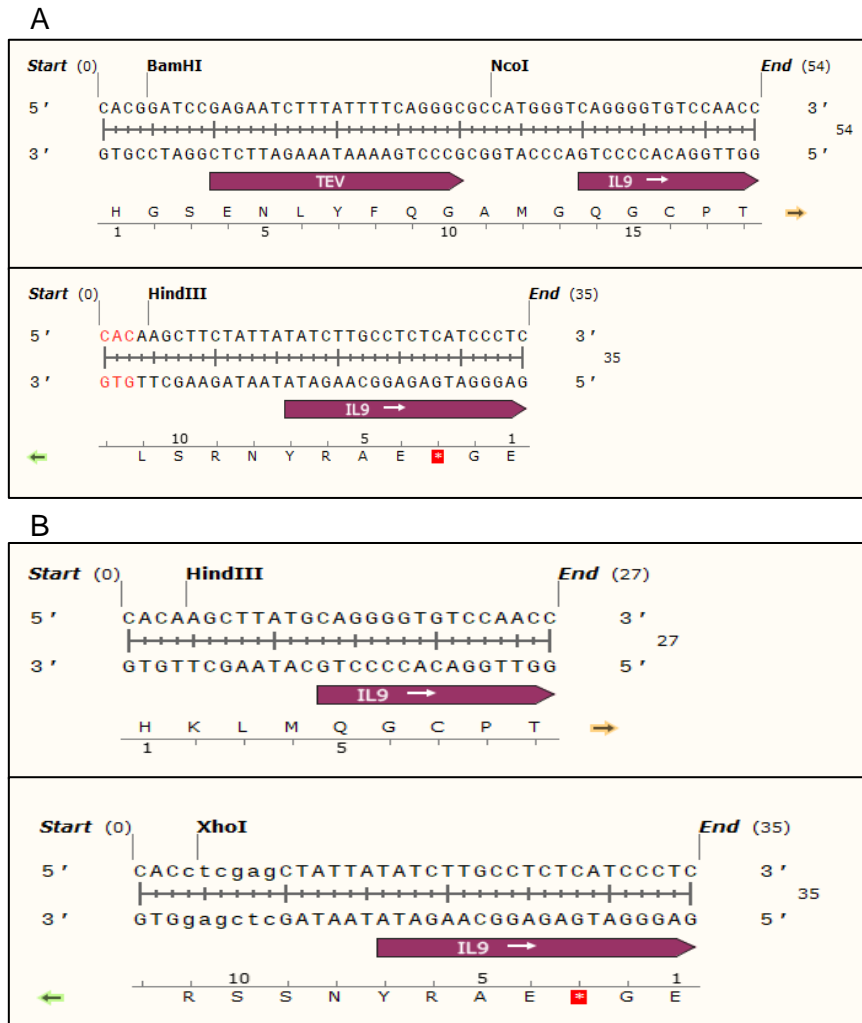 A
Start (0) BamHI NcoI End (54)
5 ' CACGGATCCGAGAATCTTTATTTTCAGGGCGCCATGGGTCAGGGGTGTCCAACC 3 '
54
3 ' GTGCCTAGGCTCTTAGAAATAAAAGTCCCGCGGTACCCAGTCCCCACAGGTTGG 5 '
TEV IL9 →
H G S E N L Y F Q G A M G Q G C P T →
1 5 10 15
Start (0) HindIII End (35)
5 ' CACAAGCTTCTATTATATCTTGCCTCTCATCCCTC 3 '
35
3 ' GTGTTCGAAGATAATATAGAACGGAGAGTAGGGAG 5 '
IL9 →
10 5 1
← L S R N Y R A E * G E
B
Start (0) HindIII End (27)
5 ' CACAAGCTTATGCAGGGGTGTCCAACC 3 '
27
3 ' GTGTTCGAATACGTCCCCACAGGTTGG 5 '
IL9 →
H K L M Q G C P T →
1 5
Start (0) XhoI End (35)
5 ' CACctcgagCTATTATATCTTGCCTCTCATCCCTC 3 '
35
3 ' GTGgagctcGATAATATAGAACGGAGAGTAGGGAG 5 '
IL9 →
10 5 1
← R S S N Y R A E * G E